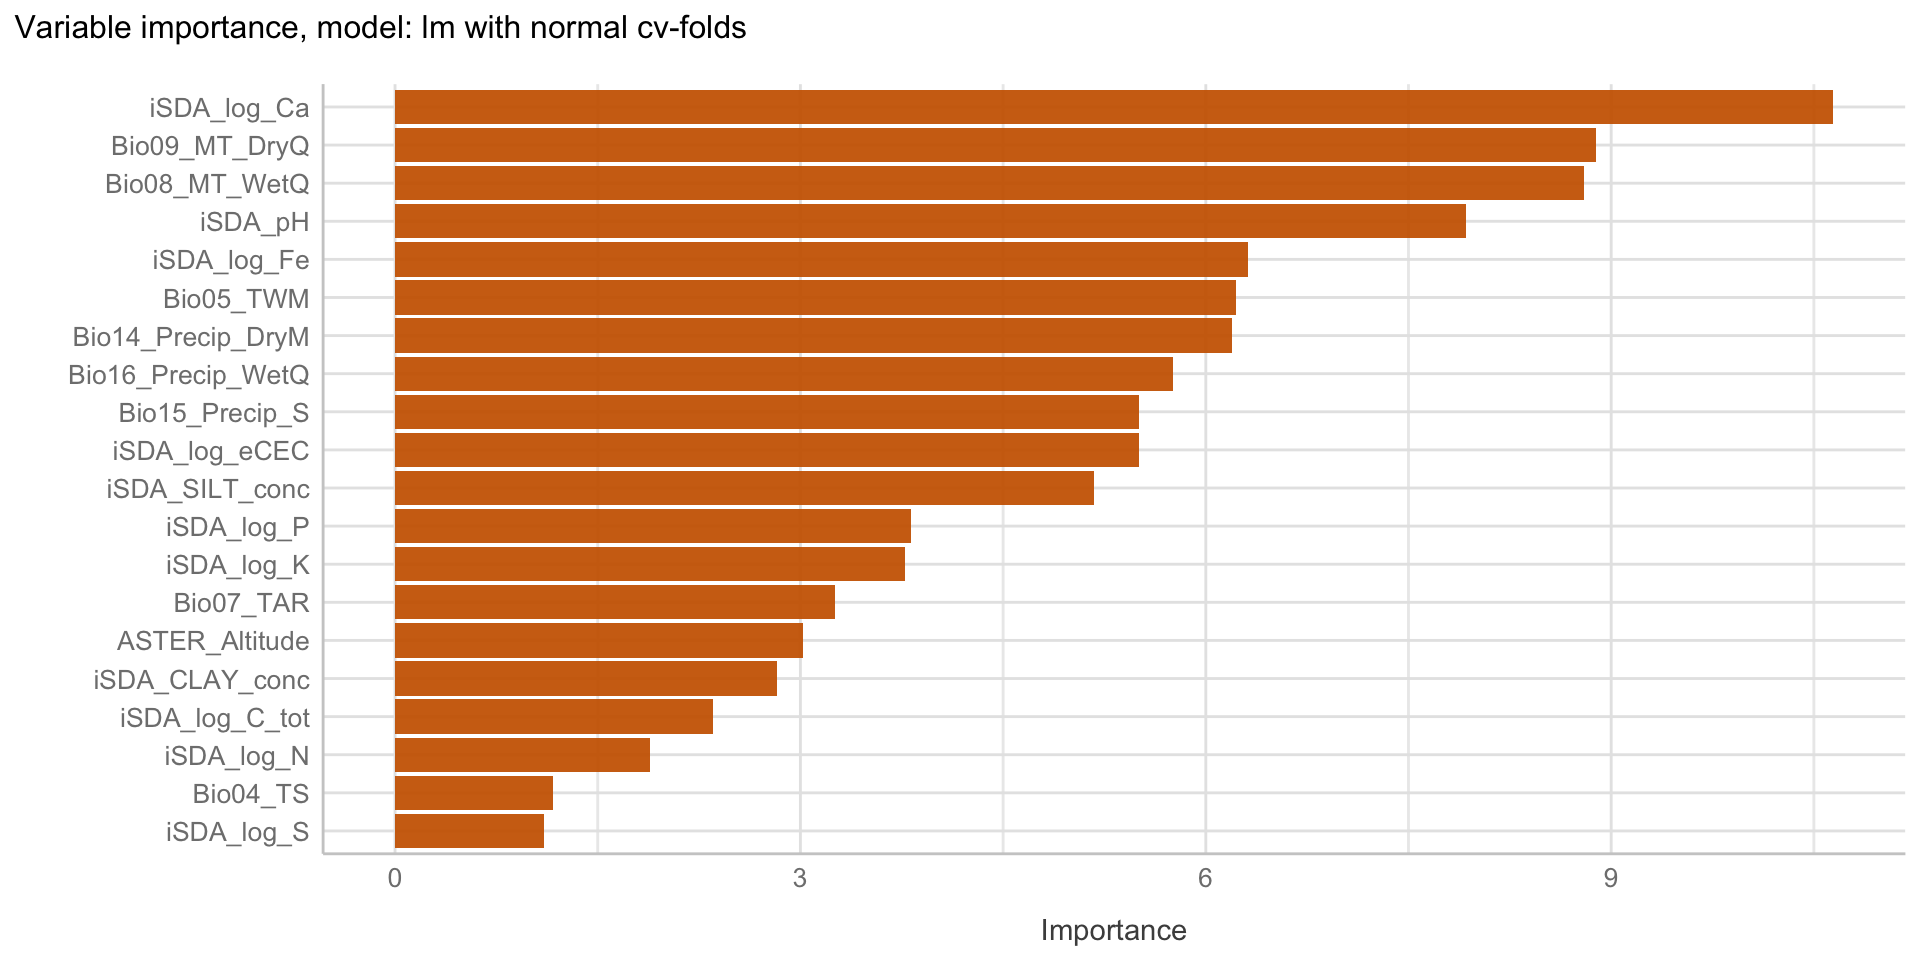 Variable importance, model: lm with normal cv-folds
iSDA_log_Ca
Bio09_MT_DryQ
Bio08_MT_WetQ
iSDA_pH
iSDA_log_Fe
Bio05_TWM
Bio14_Precip_DryM
Bio16_Precip_WetQ
Bio15_Precip_S
iSDA_log_eCEC
iSDA_SILT_conc
iSDA_log_P
iSDA_log_K
Bio07_TAR
ASTER_Altitude
iSDA_CLAY_conc
iSDA_log_C_tot
iSDA_log_N
Bio04_TS
iSDA_log_S
0 3 6 9
Importance